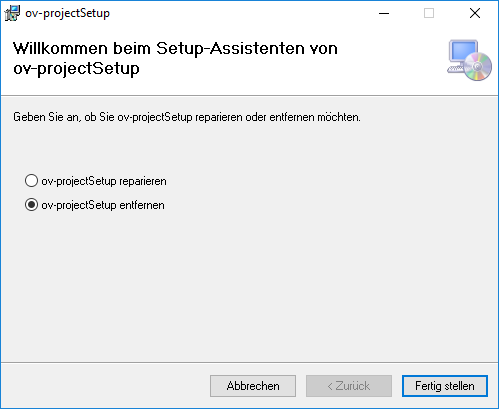 ov-projectSetup
Willkommen beim Setup-Assistenten von
ov-projectSetup
Geben Sie an, ob Sie ov-projectSetup reparieren oder entfernen möchten.
ov-projectSetup reparieren
ov-projectSetup entfernen
Abbrechen
< Zurück
Fertig stellen